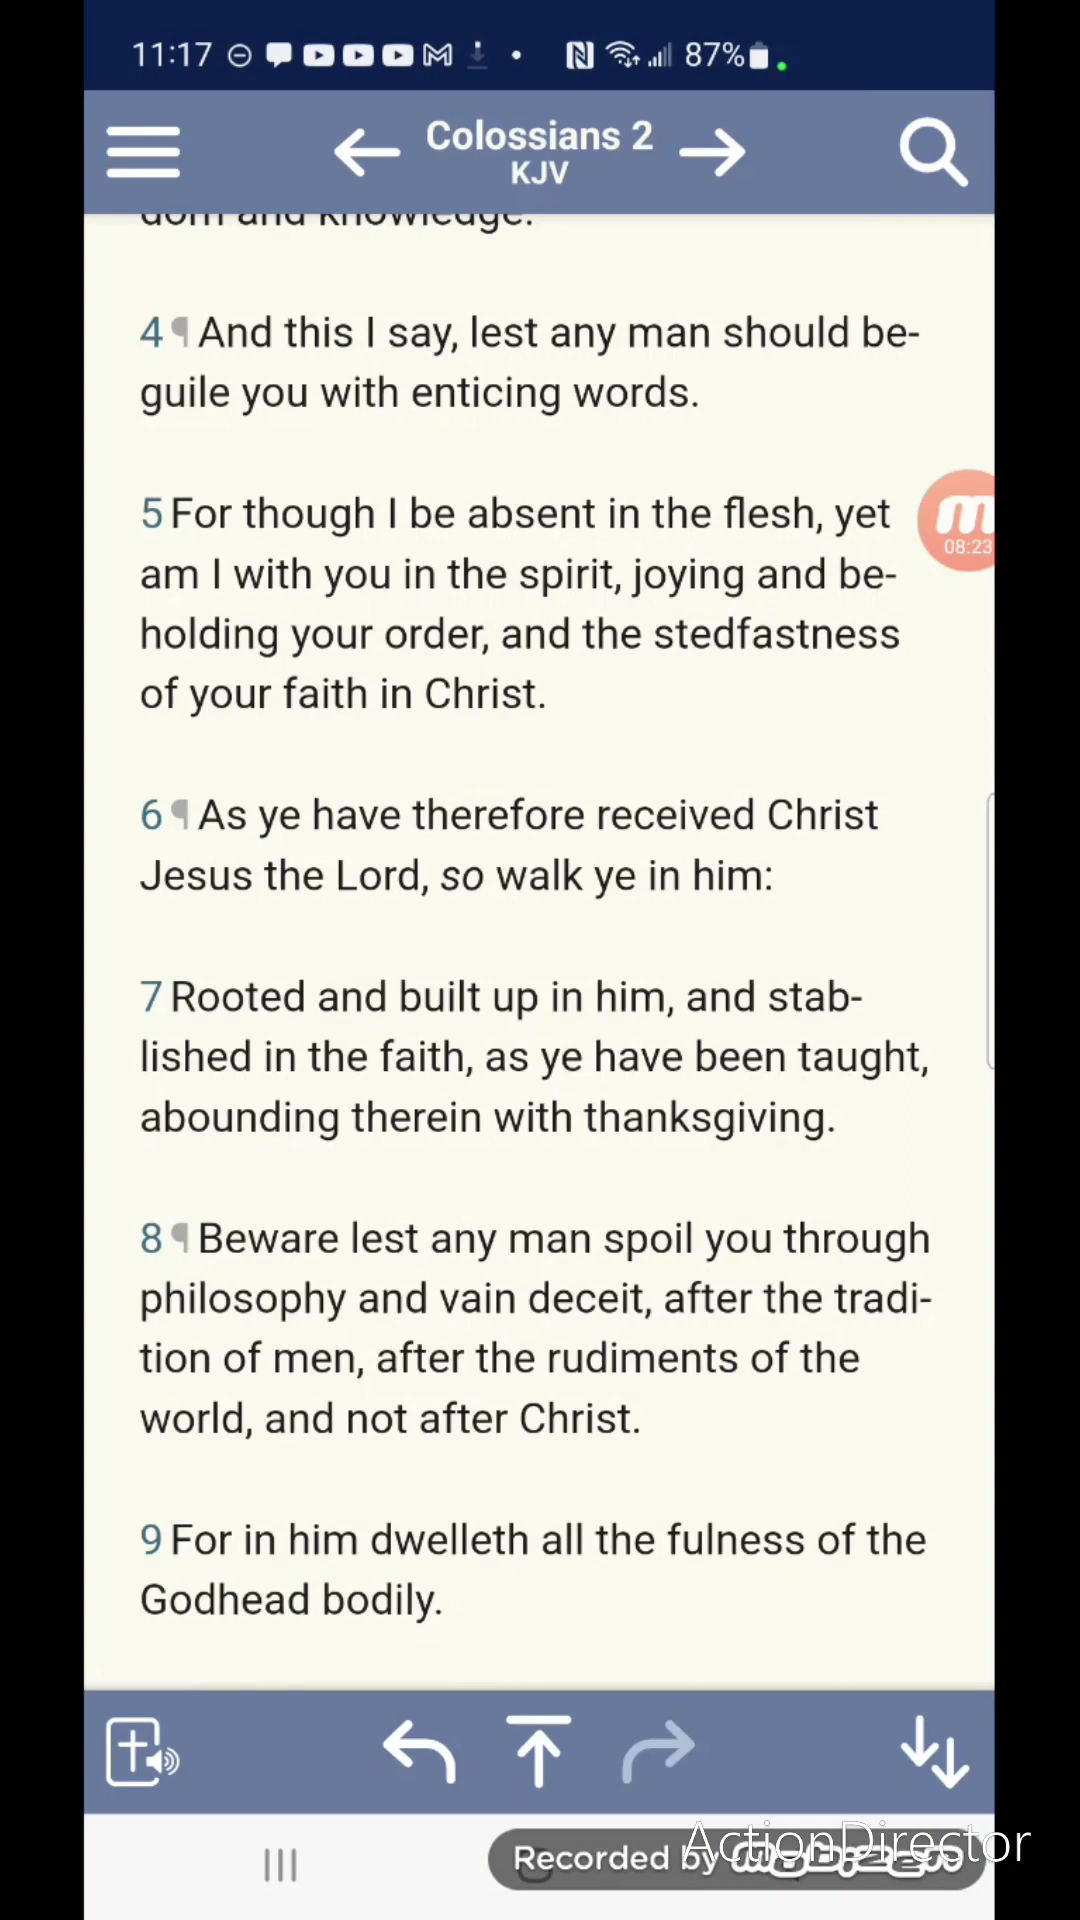 11:17 87%
Colossians 2
KJV
dom and knowledge.
4 ¶ And this I say, lest any man should be-
guile you with enticing words.
5 For though I be absent in the flesh, yet
am I with you in the spirit, joying and be-
holding your order, and the stedfastness
of your faith in Christ.
08:23
6 ¶ As ye have therefore received Christ
Jesus the Lord, so walk ye in him:
7 Rooted and built up in him, and stab-
lished in the faith, as ye have been taught,
abounding therein with thanksgiving.
8 ¶ Beware lest any man spoil you through
philosophy and vain deceit, after the tradi-
tion of men, after the rudiments of the
world, and not after Christ.
9 For in him dwelleth all the fulness of the
Godhead bodily.
ActionDirector
Recorded by